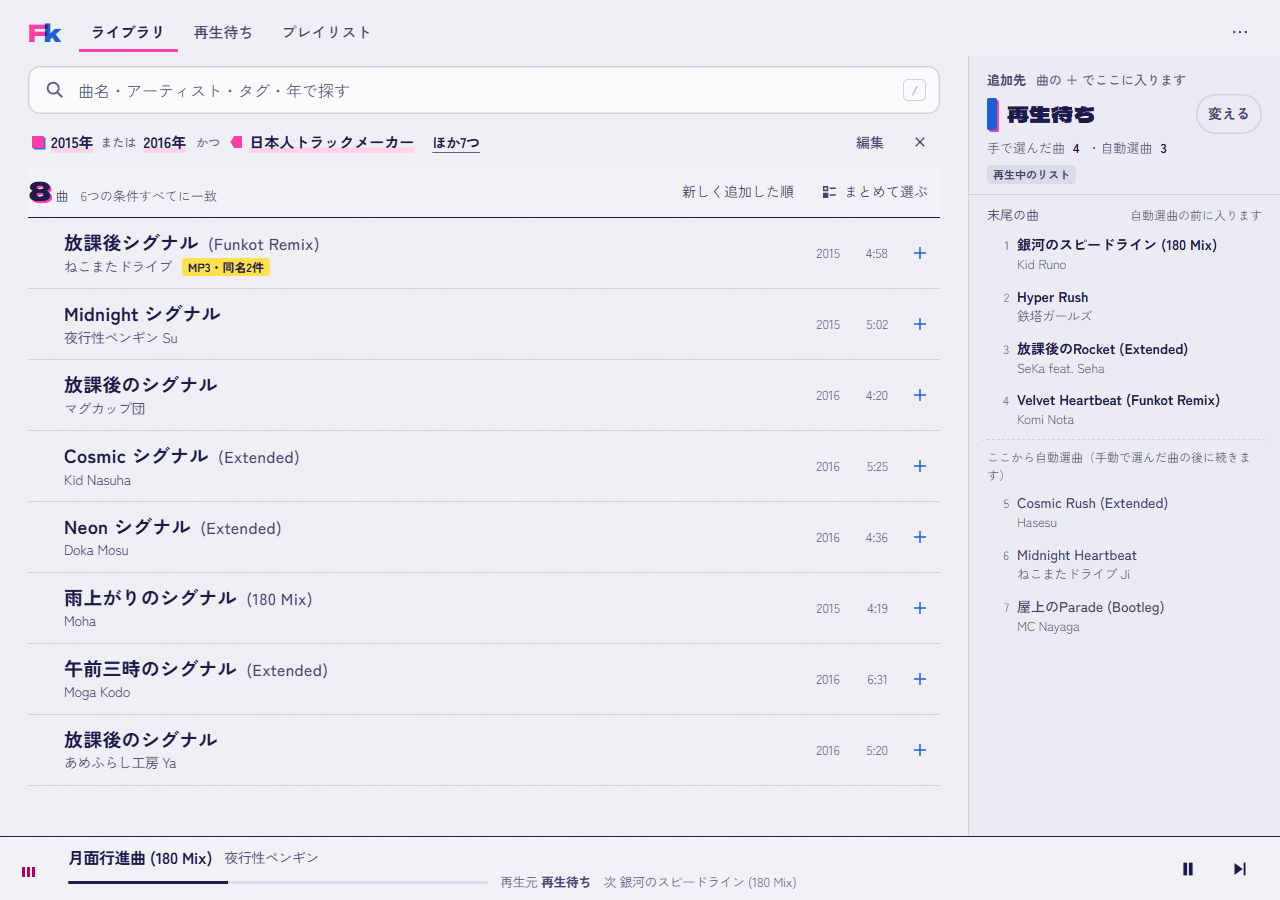 Fk ライブラリ 再生待ち プレイリスト …
曲名・アーティスト・タグ・年で探す /
2015年 または 2016年 かつ 日本人トラックメーカー ほか7つ 編集 ×
8 曲 6つの条件すべてに一致 新しく追加した順 まとめて選ぶ
放課後シグナル (Funkot Remix)
ねこまたドライブ MP3・同名2件
2015 4:58 +
Midnight シグナル
夜行性ペンギン Su
2015 5:02 +
放課後のシグナル
マグカップ団
2016 4:20 +
Cosmic シグナル (Extended)
Kid Nasuha
2016 5:25 +
Neon シグナル (Extended)
Doka Mosu
2016 4:36 +
雨上がりのシグナル (180 Mix)
Moha
2015 4:19 +
午前三時のシグナル (Extended)
Moga Kodo
2016 6:31 +
放課後のシグナル
あめふらし工房 Ya
2016 5:20 +
追加先 曲の + でここに入ります
再生待ち 変える
手で選んだ曲 4 ・自動選曲 3
再生中のリスト
末尾の曲 自動選曲の前に入ります
1 銀河のスピードライン (180 Mix)
Kid Runo
2 Hyper Rush
鉄塔ガールズ
3 放課後のRocket (Extended)
SeKa feat. Seha
4 Velvet Heartbeat (Funkot Remix)
Komi Nota
ここから自動選曲（手動で選んだ曲の後に続きま
す）
5 Cosmic Rush (Extended)
Hasesu
6 Midnight Heartbeat
ねこまたドライブ Ji
7 屋上のParade (Bootleg)
MC Nayaga
月面行進曲 (180 Mix) 夜行性ペンギン
再生元 再生待ち 次 銀河のスピードライン (180 Mix)